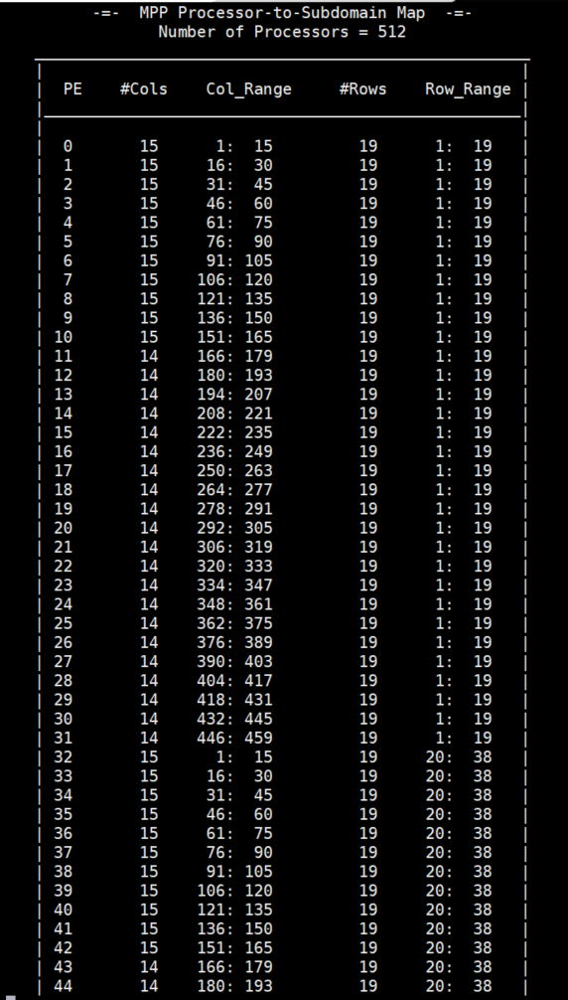 -=-  MPP Processor-to-Subdomain Map  -=-
Number of Processors = 512
PE    #Cols    Col_Range     #Rows    Row_Range
0       15      1:  15         19      1:  19
1       15     16:  30         19      1:  19
2       15     31:  45         19      1:  19
3       15     46:  60         19      1:  19
4       15     61:  75         19      1:  19
5       15     76:  90         19      1:  19
6       15     91: 105         19      1:  19
7       15    106: 120         19      1:  19
8       15    121: 135         19      1:  19
9       15    136: 150         19      1:  19
10       15    151: 165         19      1:  19
11       14    166: 179         19      1:  19
12       14    180: 193         19      1:  19
13       14    194: 207         19      1:  19
14       14    208: 221         19      1:  19
15       14    222: 235         19      1:  19
16       14    236: 249         19      1:  19
17       14    250: 263         19      1:  19
18       14    264: 277         19      1:  19
19       14    278: 291         19      1:  19
20       14    292: 305         19      1:  19
21       14    306: 319         19      1:  19
22       14    320: 333         19      1:  19
23       14    334: 347         19      1:  19
24       14    348: 361         19      1:  19
25       14    362: 375         19      1:  19
26       14    376: 389         19      1:  19
27       14    390: 403         19      1:  19
28       14    404: 417         19      1:  19
29       14    418: 431         19      1:  19
30       14    432: 445         19      1:  19
31       14    446: 459         19      1:  19
32       15      1:  15         19     20:  38
33       15     16:  30         19     20:  38
34       15     31:  45         19     20:  38
35       15     46:  60         19     20:  38
36       15     61:  75         19     20:  38
37       15     76:  90         19     20:  38
38       15     91: 105         19     20:  38
39       15    106: 120         19     20:  38
40       15    121: 135         19     20:  38
41       15    136: 150         19     20:  38
42       15    151: 165         19     20:  38
43       14    166: 179         19     20:  38
44       14    180: 193         19     20:  38